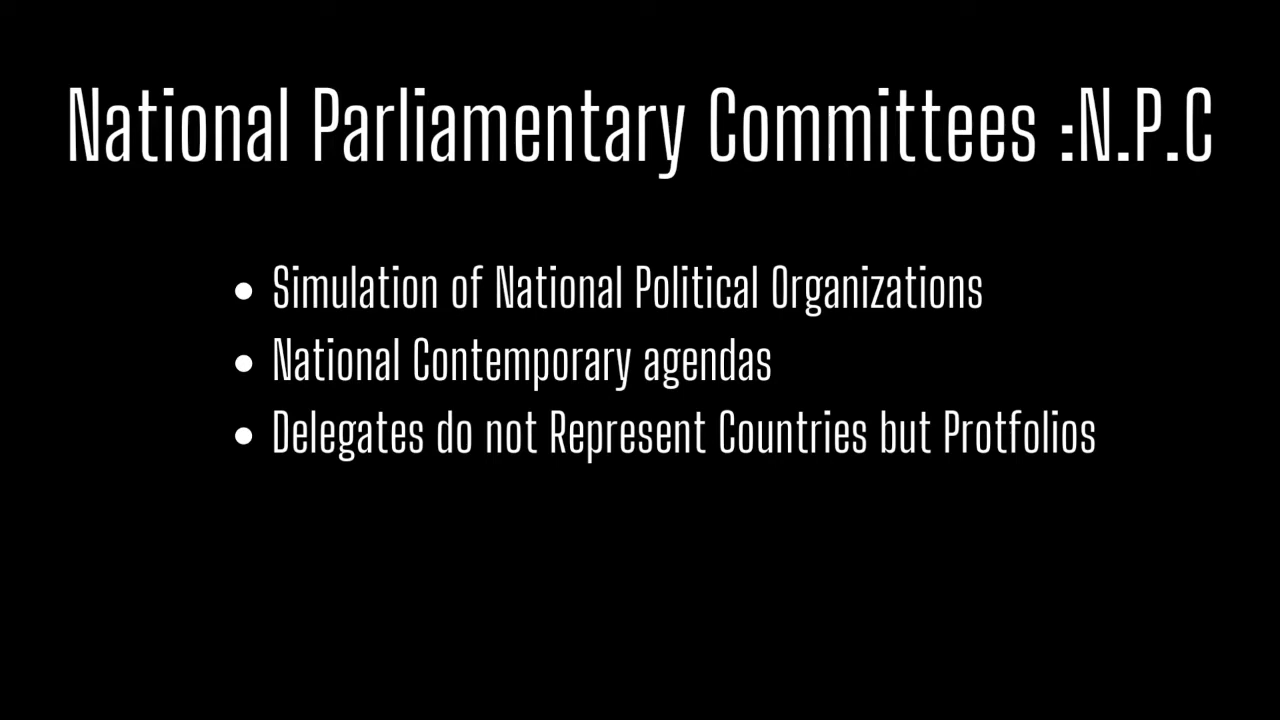 National Parliamentary Committees :N.P.C
• Simulation of National Political Organizations
• National Contemporary agendas
• Delegates do not Represent Countries but Protfolios